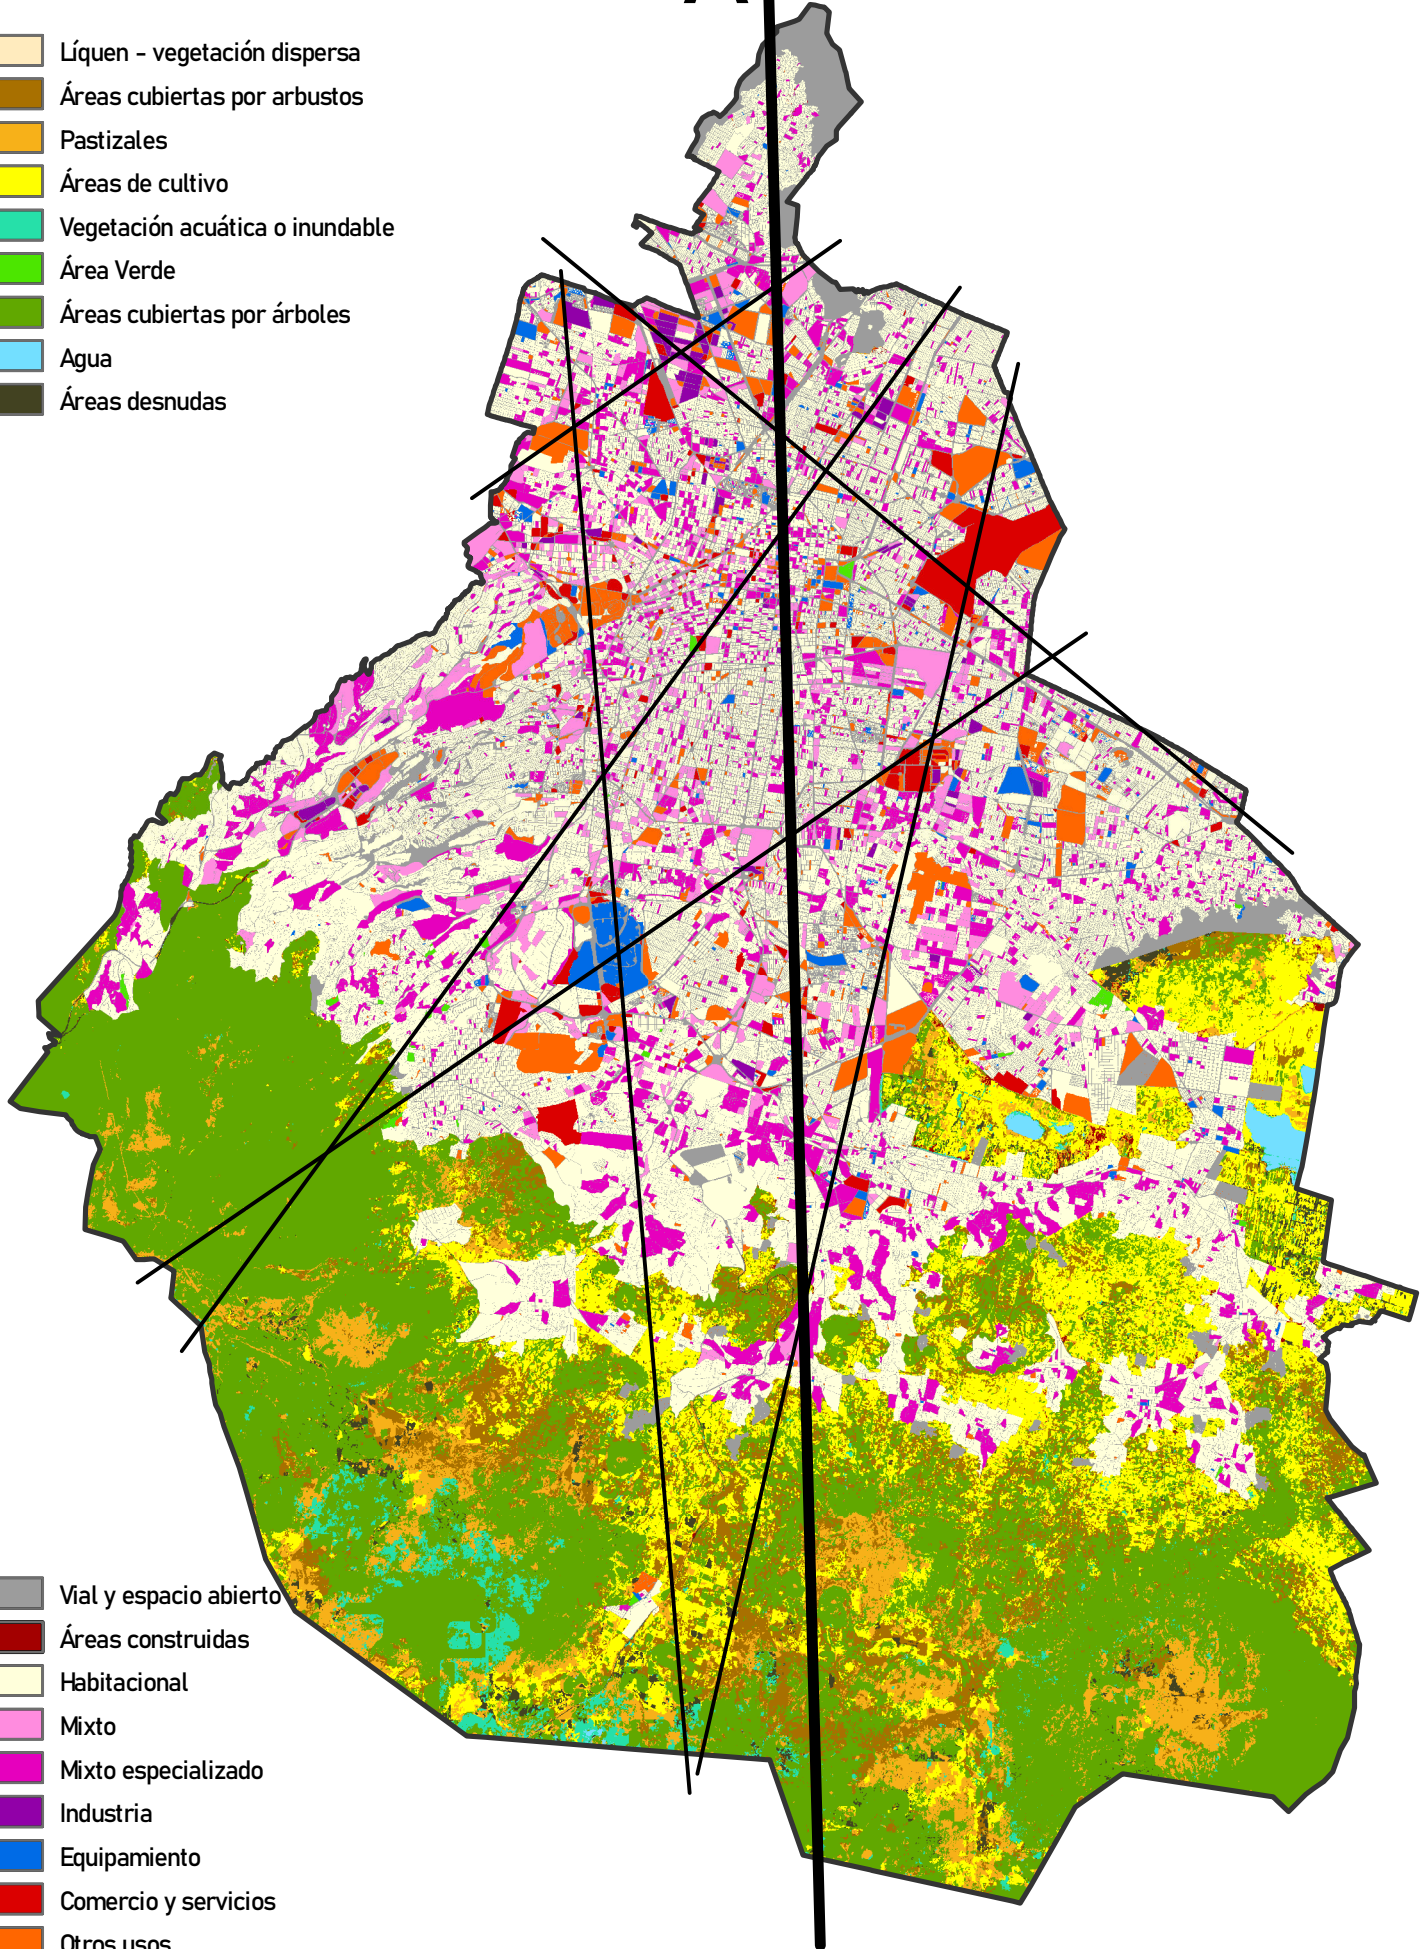 Líquen - vegetación dispersa
Áreas cubiertas por arbustos
Pastizales
Áreas de cultivo
Vegetación acuática o inundable
Área Verde
Áreas cubiertas por árboles
Agua
Áreas desnudas
Vial y espacio abierto
Áreas construidas
Habitacional
Mixto
Mixto especializado
Industria
Equipamiento
Comercio y servicios
Otros usos